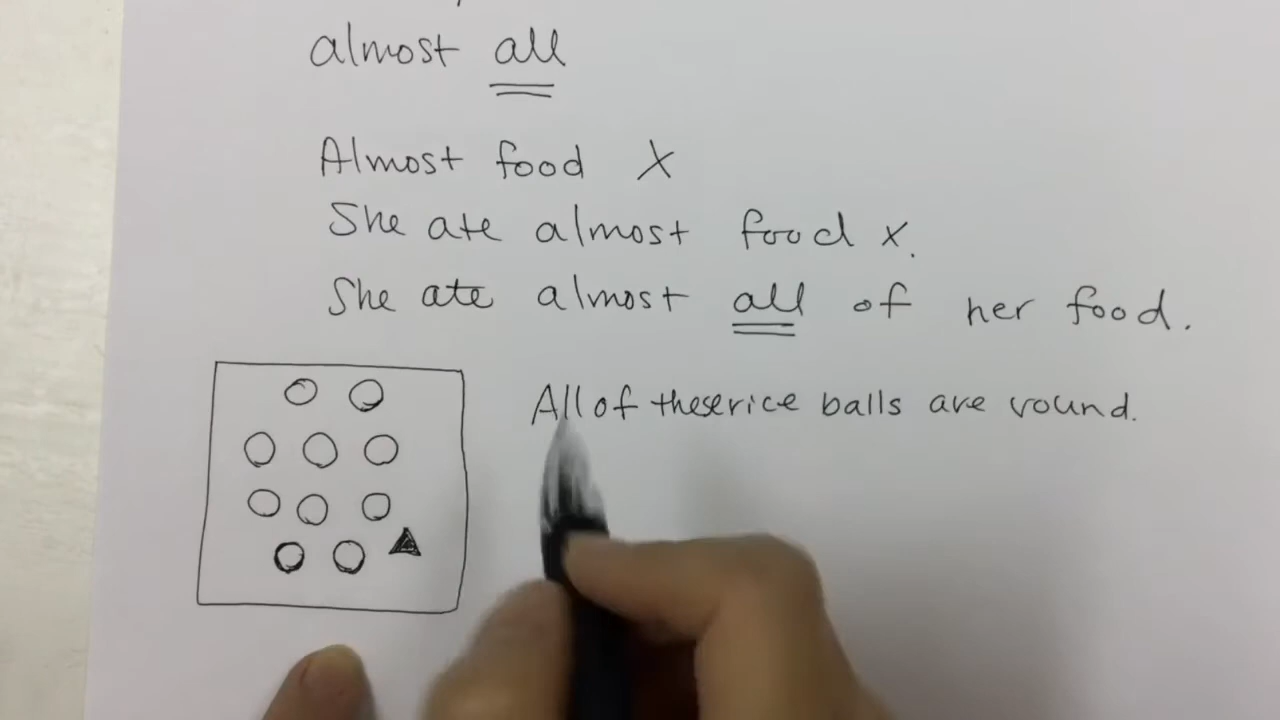 almost all
Almost food X
She ate almost food x.
She ate almost all of her food.
All of these rice balls are round.